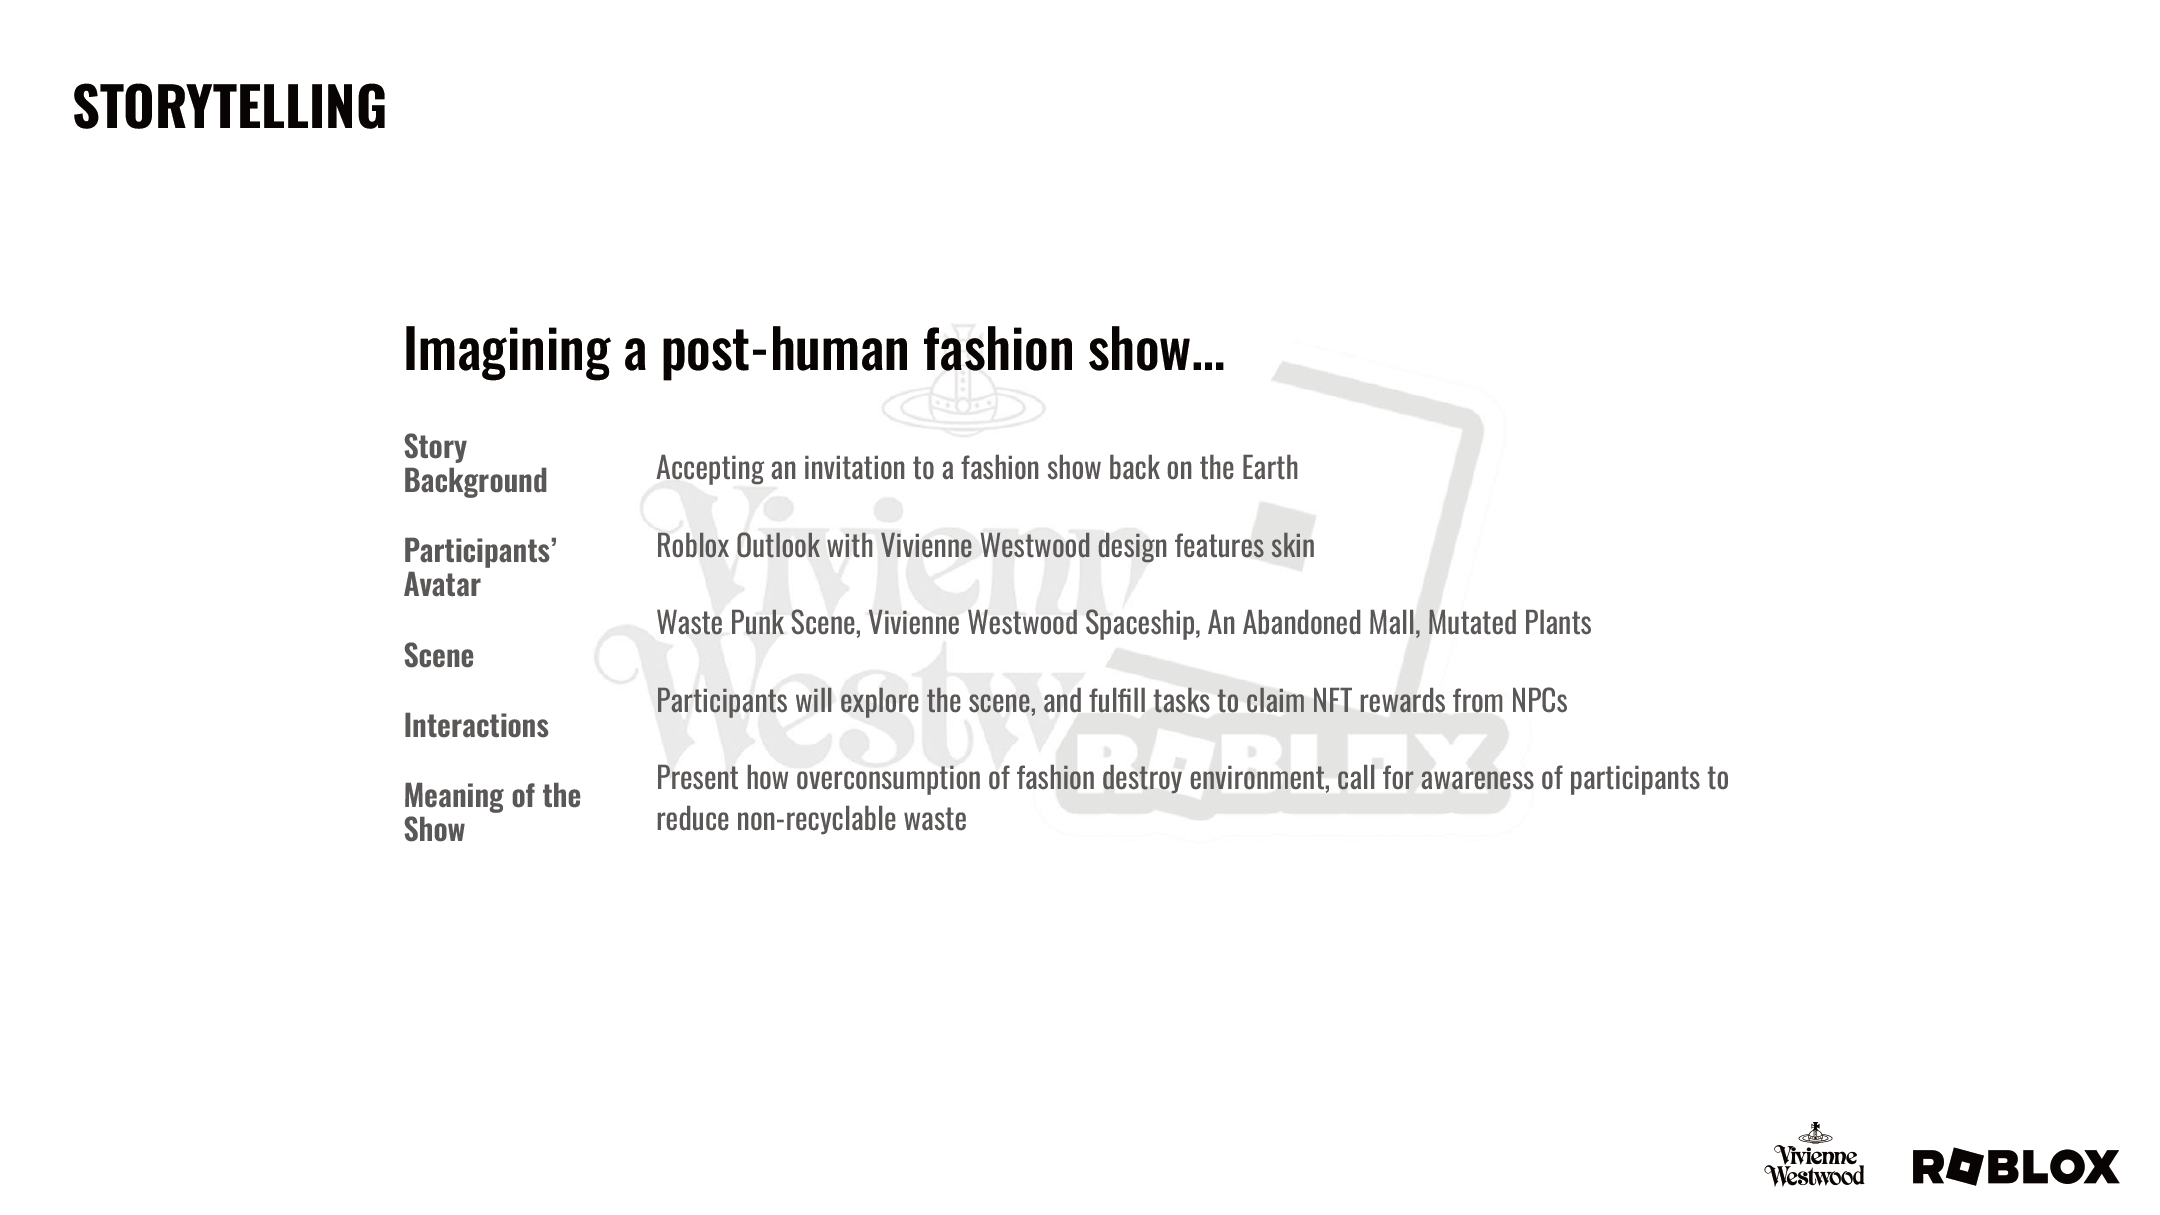 STORYTELLING
Imagining a post-human fashion show...
Story
Background
Accepting an invitation to a fashion show back on the Earth
Participants’
Avatar
Roblox Outlook with Vivienne Westwood design features skin
Scene
Waste Punk Scene, Vivienne Westwood Spaceship, An Abandoned Mall, Mutated Plants
Interactions
Participants will explore the scene, and fulfill tasks to claim NFT rewards from NPCs
Meaning of the
Show
Present how overconsumption of fashion destroy environment, call for awareness of participants to
reduce non-recyclable waste
Vivienn
Westw
ROBLOX
Vivienne
Westwood
ROBLOX